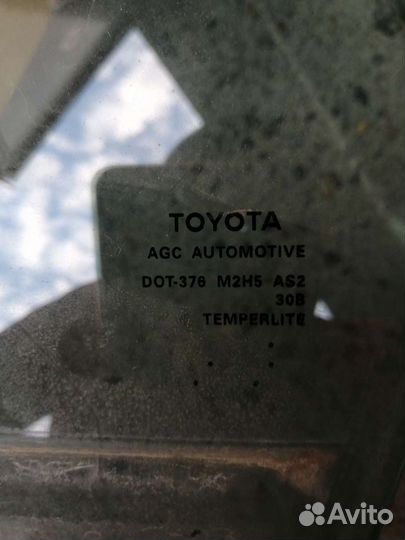 TOYOTA
AGC AUTOMOTIVE
DOT-376 M2H5 AS2
30B
TEMPERLITE
Avito